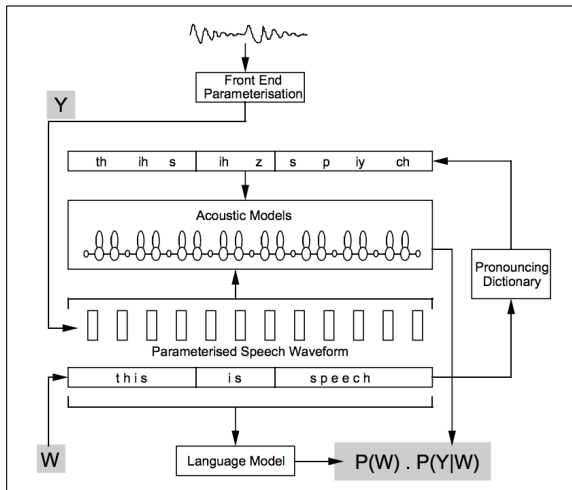 Front End
Parameterisation
Y
th ih s ih z s p iy ch
Acoustic Models
Pronouncing
Dictionary
Parameterised Speech Waveform
this is speech
W
Language Model
P(W) . P(Y|W)